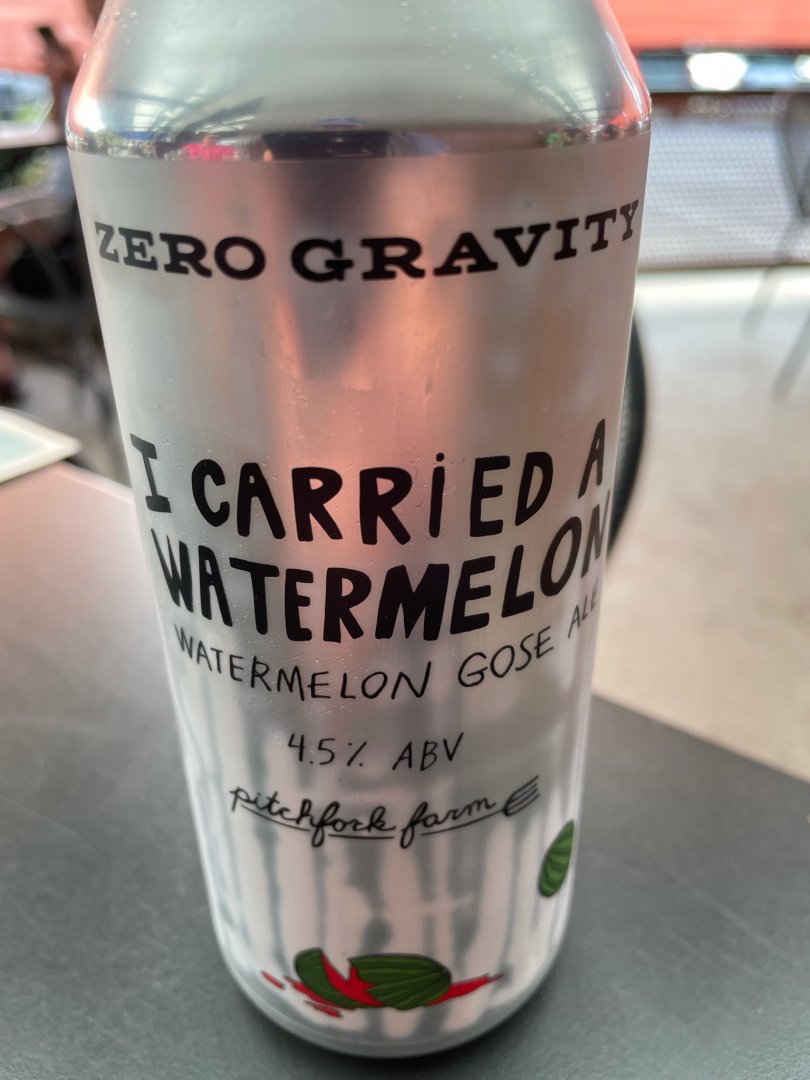 ZERO GRAVITY
I CARRiED A
WATERMELON
WATERMELON GOSE ALE
4.5% ABV
pitchfork farm